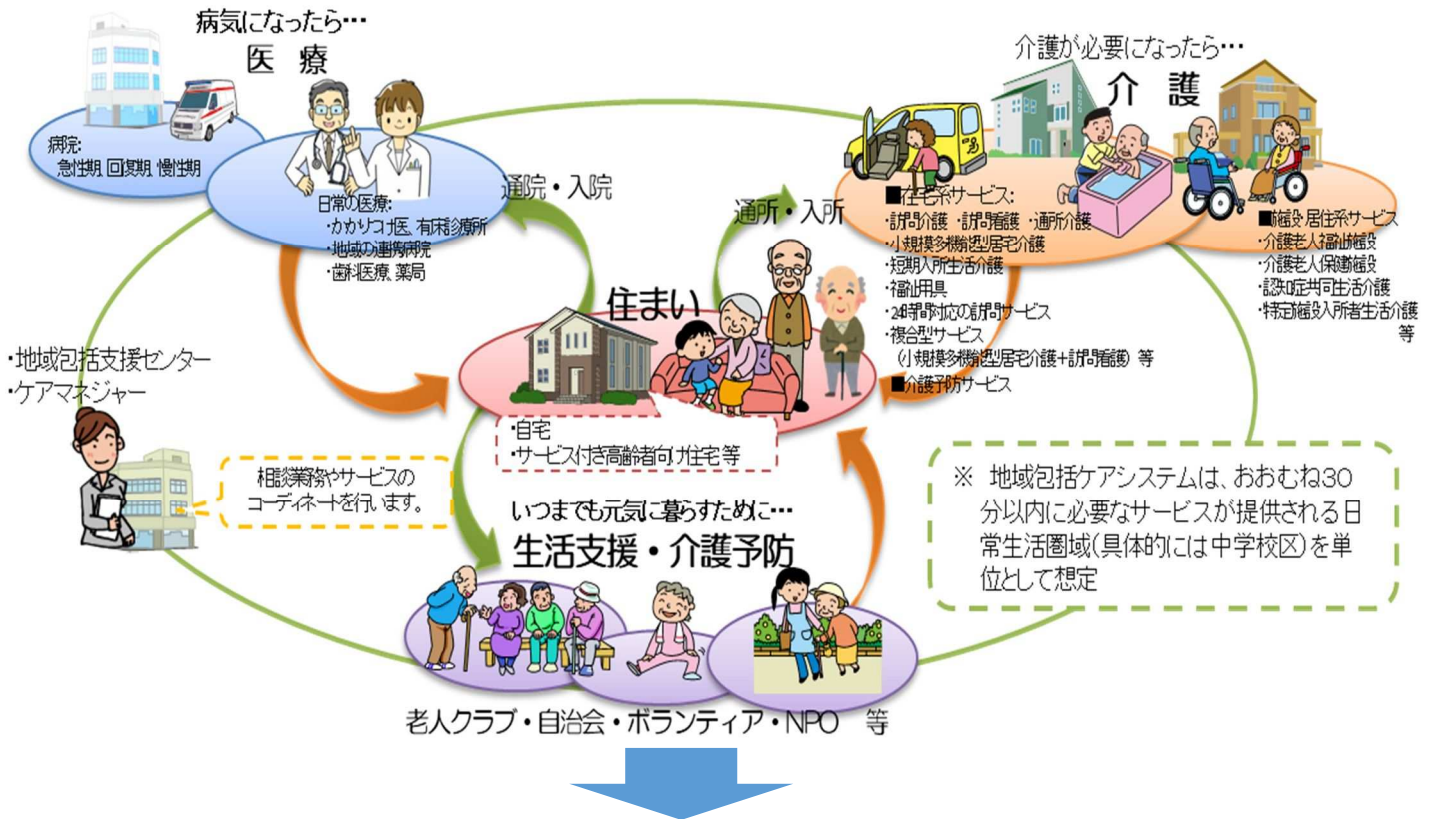 病気になったら…
医 療
病院:
急性期、回復期、慢性期
日常の医療:
・かかりつけ医、有床診療所
・地域の連携病院
・歯科医療、薬局
通院・入院
介護が必要になったら…
介 護
通所・入所
■在宅系サービス:
・訪問介護 ・訪問看護 ・通所介護
・小規模多機能型居宅介護
・短期入所生活介護
・福祉用具
・24時間対応の訪問サービス
・複合型サービス
(小規模多機能型居宅介護+訪問看護) 等
■介護予防サービス
■施設・居住系サービス
・介護老人福祉施設
・介護老人保健施設
・認知症共同生活介護
・特定施設入所者生活介護
等
住まい
・自宅
・サービス付き高齢者向け住宅 等
・地域包括支援センター
・ケアマネジャー
相談業務やサービスの
コーディネートを行います。
いつまでも元気に暮らすために…
生活支援・介護予防
老人クラブ・自治会・ボランティア・NPO 等
※ 地域包括ケアシステムは、おおむね30
分以内に必要なサービスが提供される日
常生活圏域(具体的には中学校区)を単
位として想定